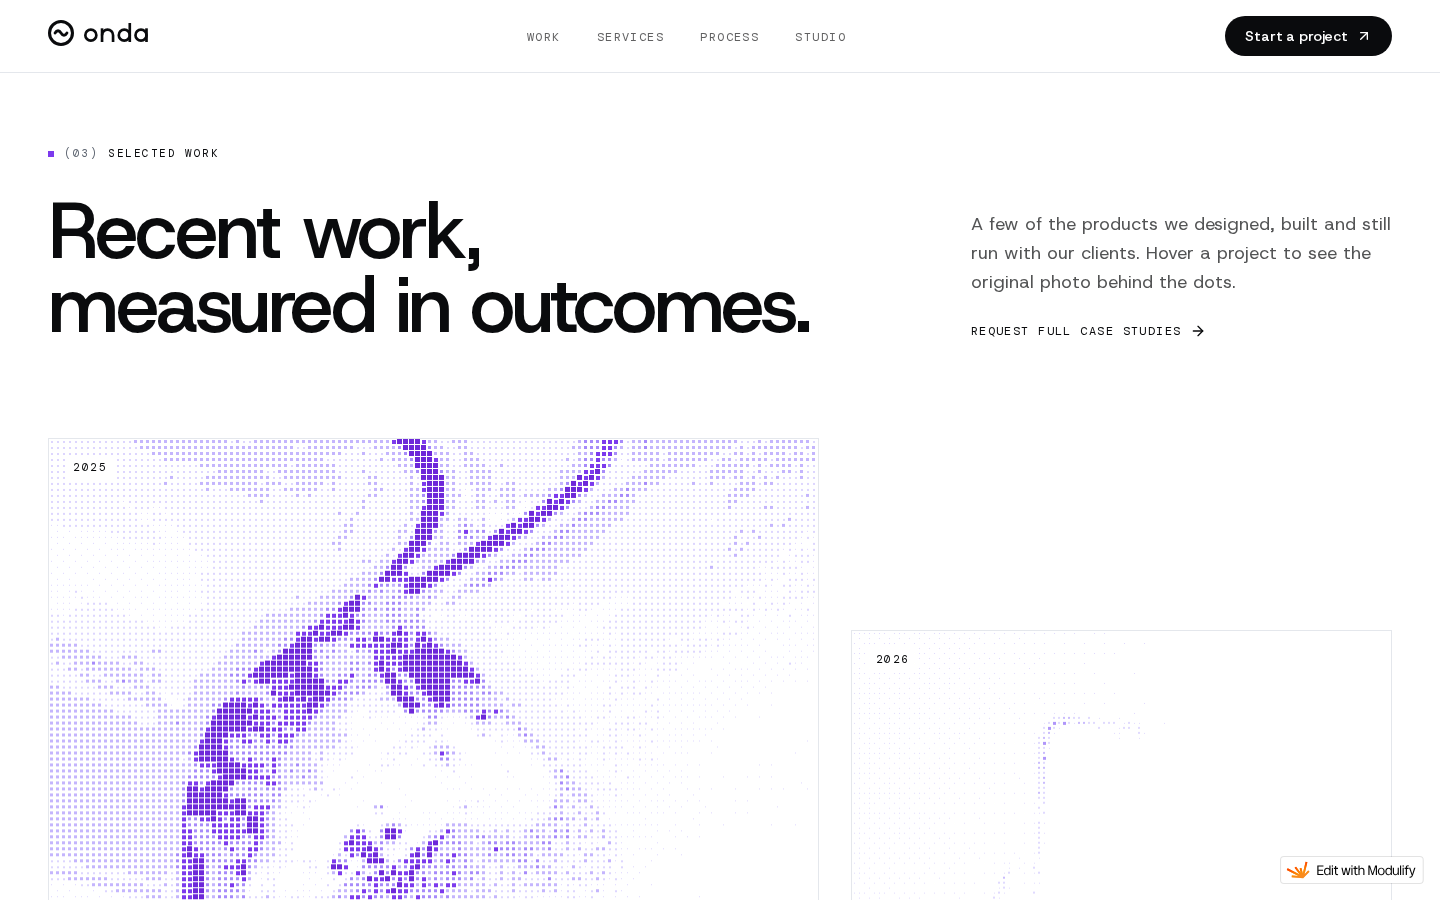 onda
WORK
SERVICES
PROCESS
STUDIO
Start a project
(03) SELECTED WORK
Recent work,
measured in outcomes.
A few of the products we designed, built and still
run with our clients. Hover a project to see the
original photo behind the dots.
REQUEST FULL CASE STUDIES
2025
2026
Edit with Modulify